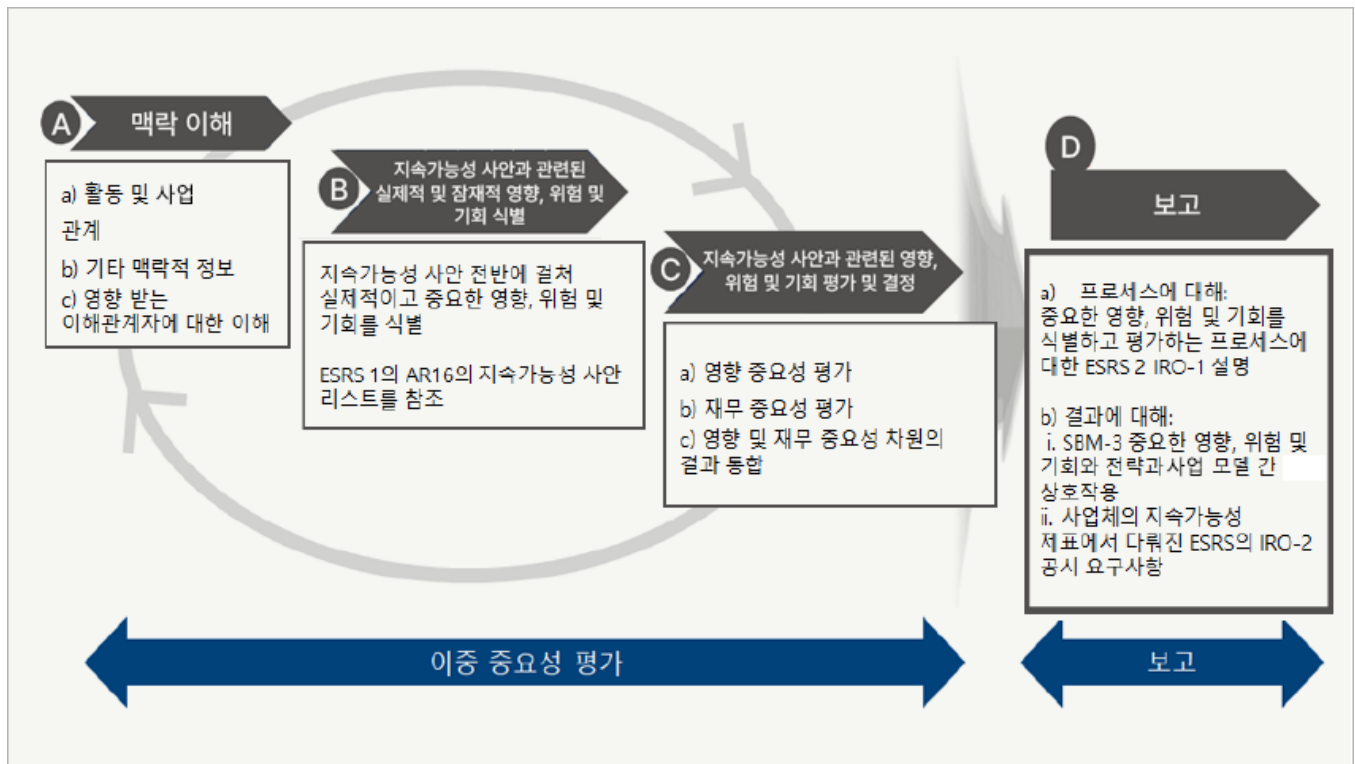 A
맥락 이해
a) 활동 및 사업
관계
b) 기타 맥락적 정보
c) 영향 받는
이해관계자에 대한 이해
B
지속가능성 사안과 관련된
실제적 및 잠재적 영향, 위험 및
기회 식별
지속가능성 사안 전반에 걸쳐
실제적이고 중요한 영향, 위험 및
기회를 식별
ESRS 1의 AR16의 지속가능성 사안
리스트를 참조
C
지속가능성 사안과 관련된 영향,
위험 및 기회 평가 및 결정
a) 영향 중요성 평가
b) 재무 중요성 평가
c) 영향 및 재무 중요성 차원의
결과 통합
D
보고
a) 프로세스에 대해:
중요한 영향, 위험 및 기회를
식별하고 평가하는 프로세스에
대한 ESRS 2 IRO-1 설명
b) 결과에 대해:
i. SBM-3 중요한 영향, 위험 및
기회와 전략과사업 모델 간
상호작용
ii. 사업체의 지속가능성
제표에서 다뤄진 ESRS의 IRO-2
공시 요구사항
이중 중요성 평가
보고